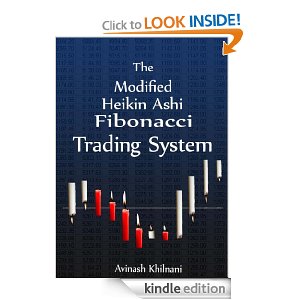 Click to
LOOK INSIDE!
The
Modified
Heikin Ashi
Fibonacci
Trading System
Avinash Khilnani
kindle edition